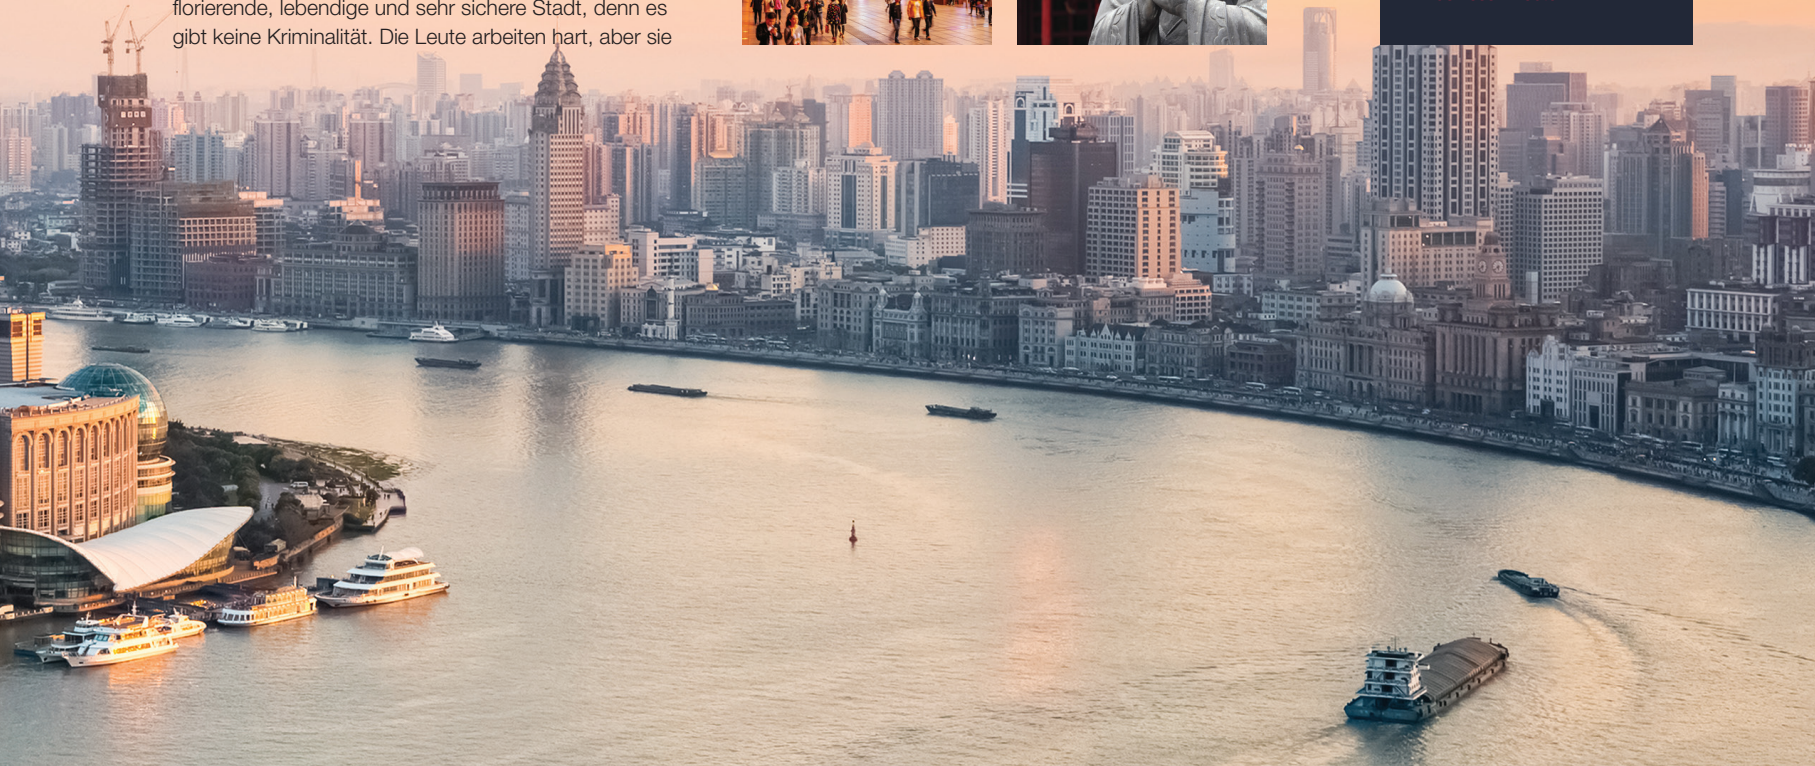 florierende, lebendige und sehr sichere Stadt, denn es
gibt keine Kriminalität. Die Leute arbeiten hart, aber sie